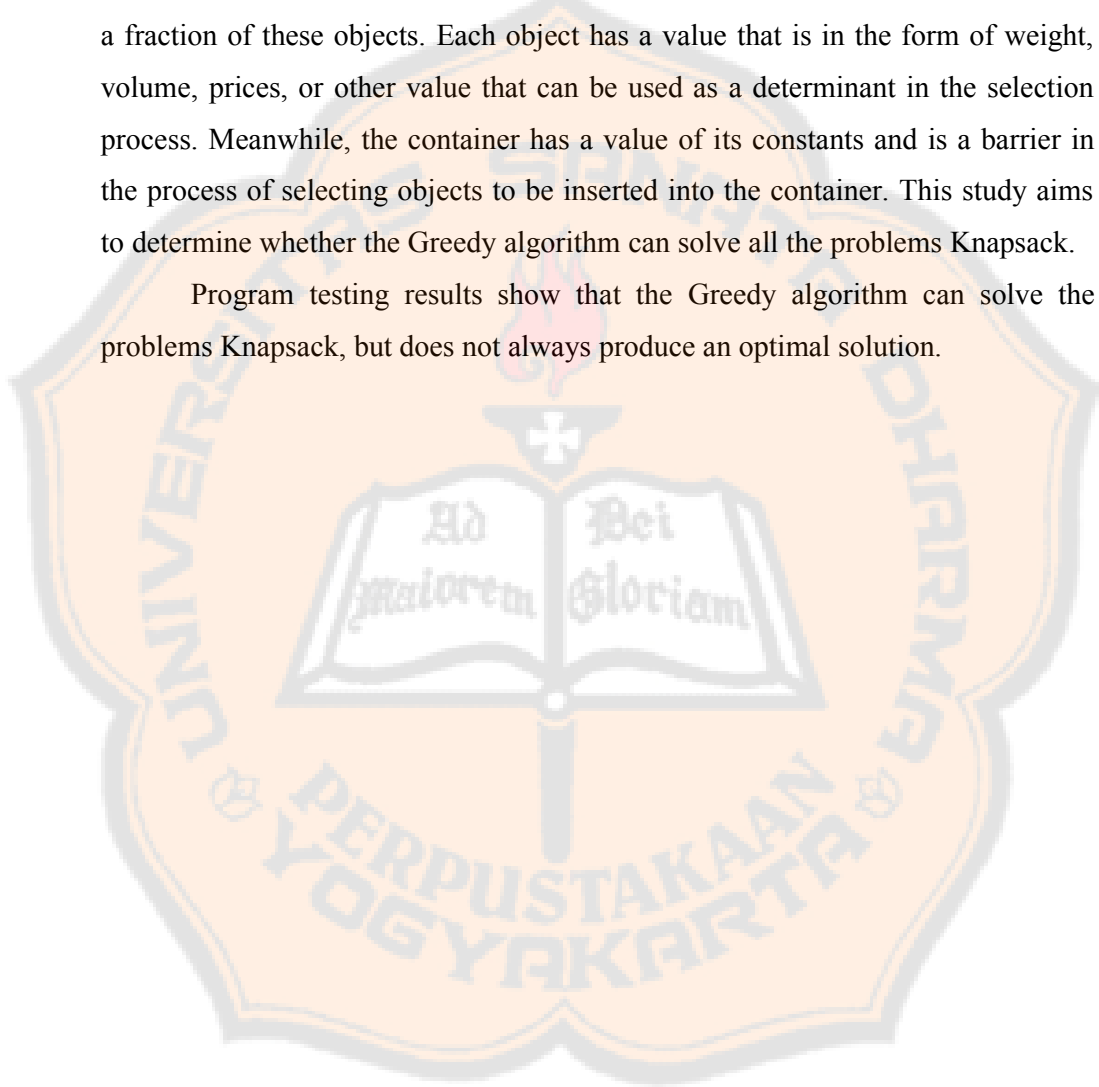 a fraction of these objects. Each object has a value that is in the form of weight,
volume, prices, or other value that can be used as a determinant in the selection
process. Meanwhile, the container has a value of its constants and is a barrier in
the process of selecting objects to be inserted into the container. This study aims
to determine whether the Greedy algorithm can solve all the problems Knapsack.
Program testing results show that the Greedy algorithm can solve the
problems Knapsack, but does not always produce an optimal solution.
UNIVERSITAS SANATA DHARMA
Ad Dei
maiorem Gloriam
PERPUSTAKAAN
YOGYAKARTA